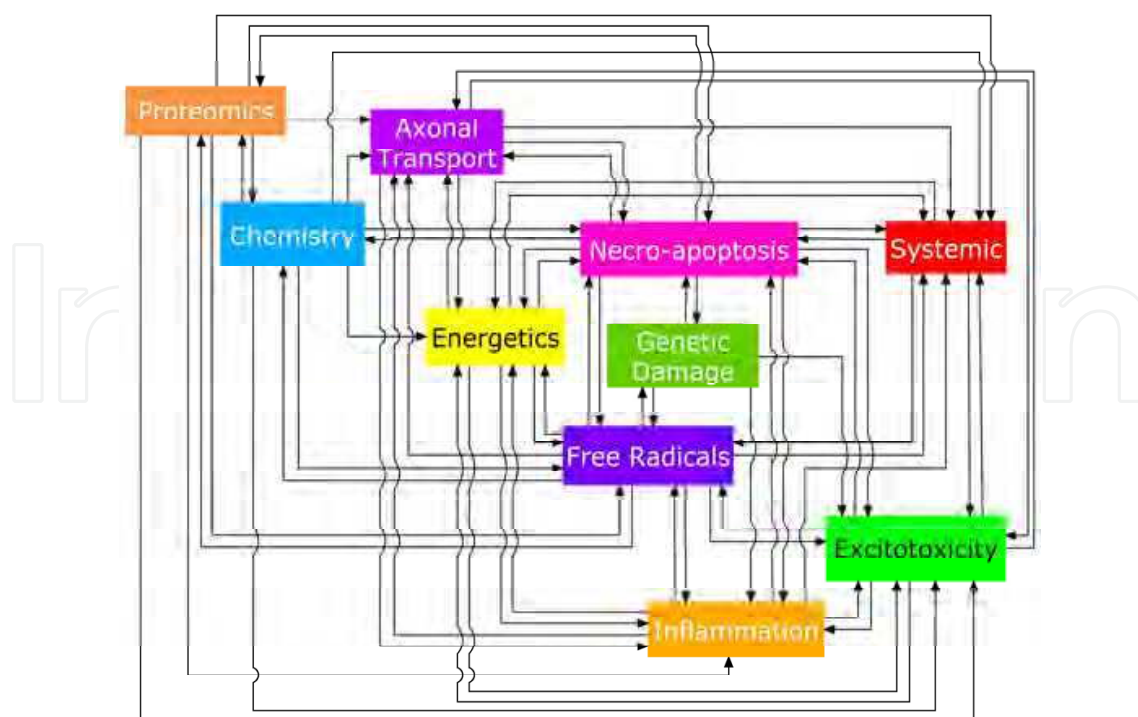 Proteomics
Axonal
Transport
Chemistry
Necro-apoptosis
Systemic
Energetics
Genetic
Damage
Free Radicals
Excitotoxicity
Inflammation